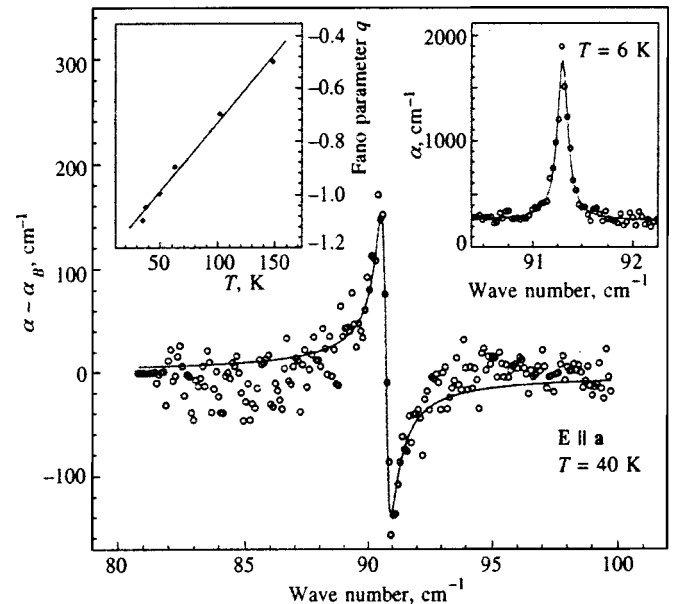 300
200
100
0
−100
α − α_B, cm⁻¹
80
85
90
95
100
Wave number, cm⁻¹
E || a
T = 40 K
−0.4
−0.6
−0.8
−1.0
−1.2
Fano parameter q
50
100
150
T, K
2000
1000
0
α, cm⁻¹
T = 6 K
91
92
Wave number, cm⁻¹